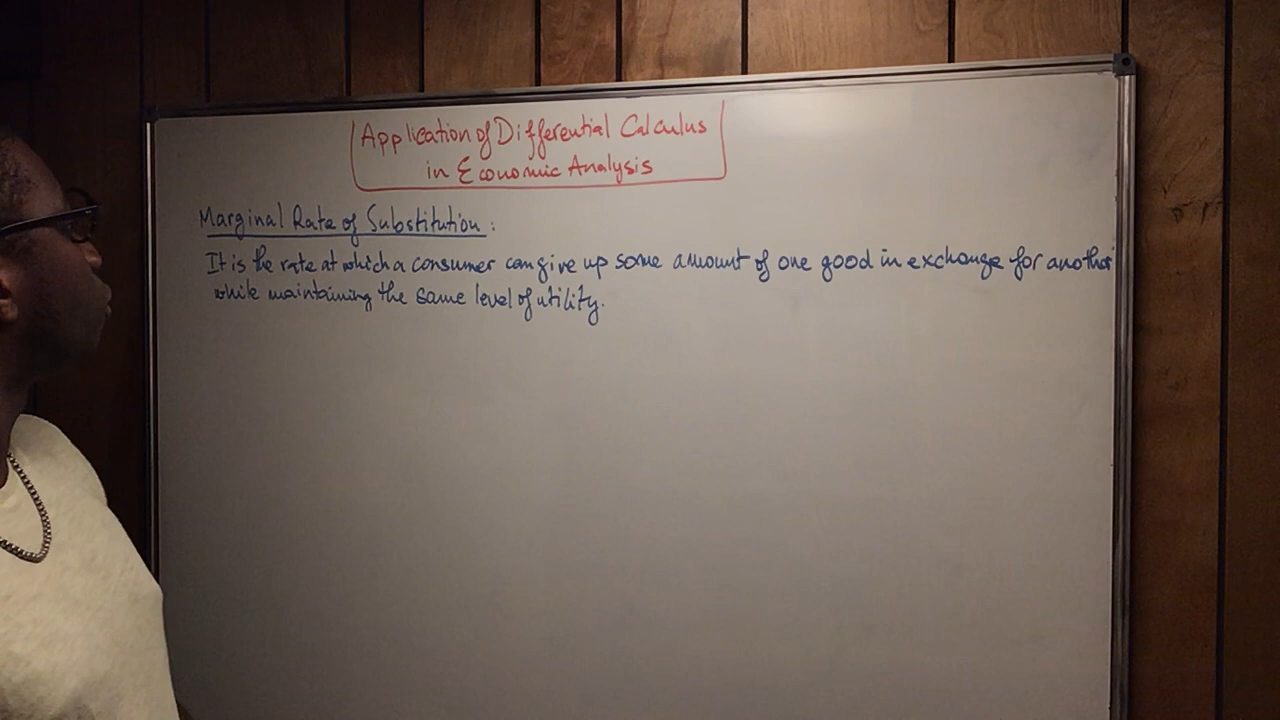 Application of Differential Calculus
in Economic Analysis
Marginal Rate of Substitution:
It is the rate at which a consumer can give up some amount of one good in exchange for another
while maintaining the same level of utility.